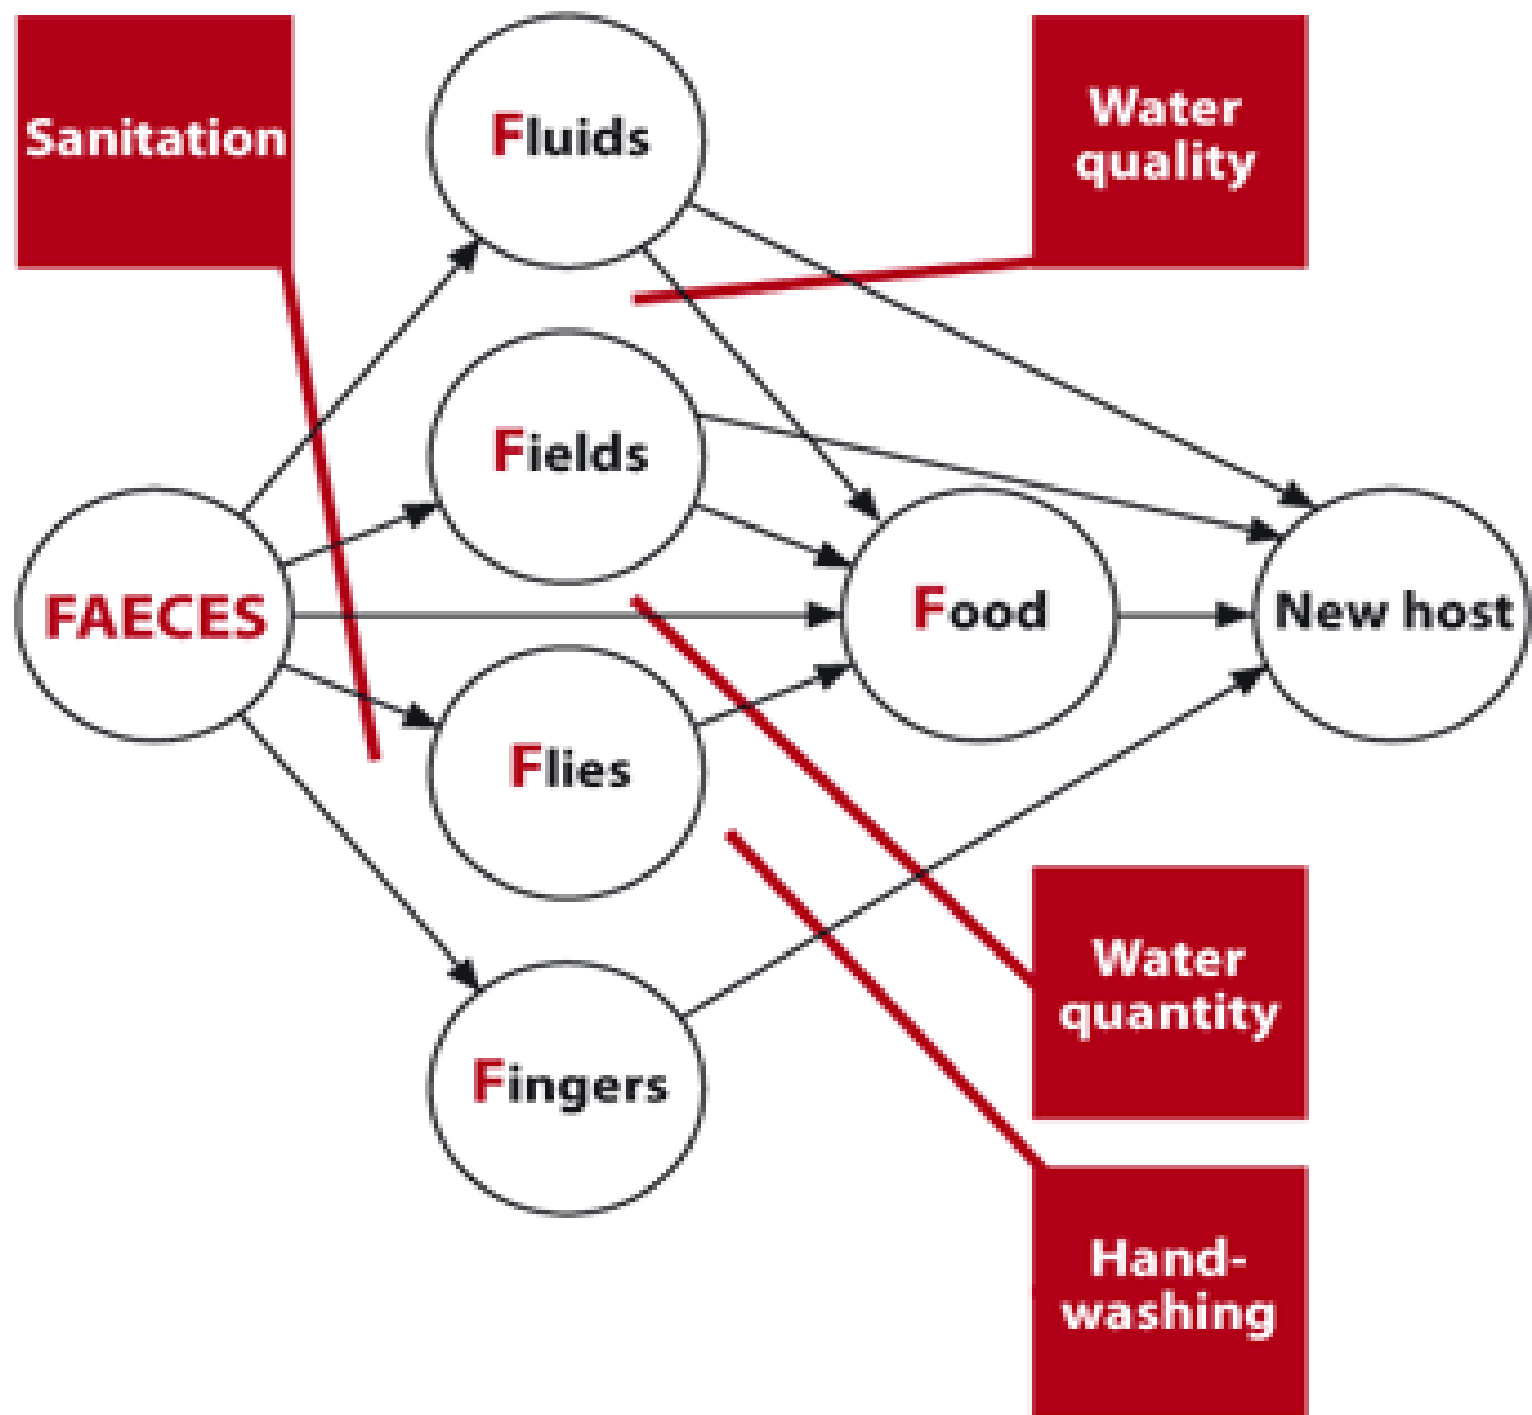 Sanitation
Fluids
Water
quality
Fields
FAECES
Food
New host
Flies
Water
quantity
Fingers
Hand-
washing